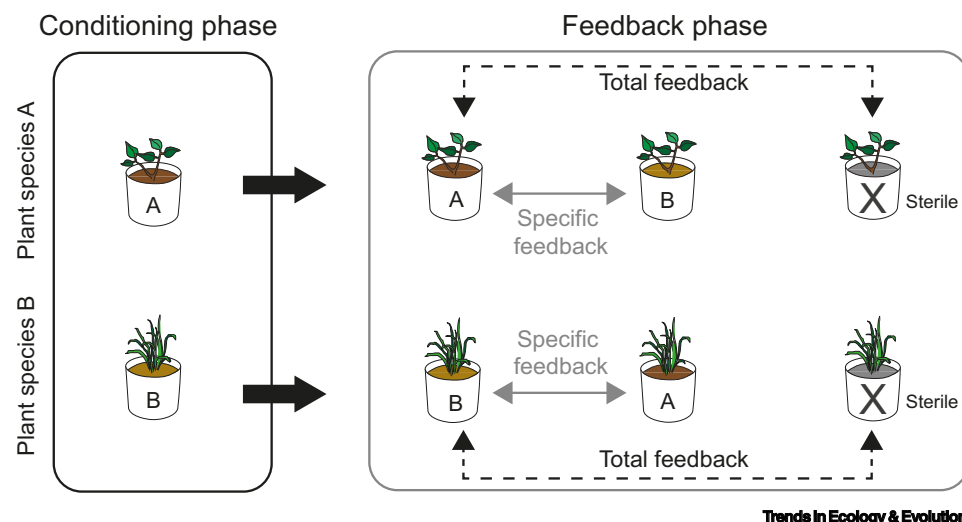 Conditioning phase
Feedback phase
Plant species A
Total feedback
A
A
B
X
Sterile
Specific
feedback
Plant species B
Specific
feedback
B
B
A
X
Sterile
Total feedback
Trends in Ecology & Evolution